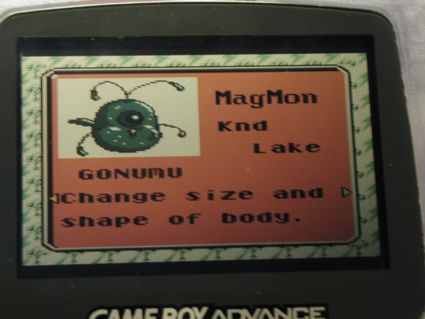 MagMon
Knd
Lake
GONUMU
Change size and
shape of body.
GAME BOY ADVANCE